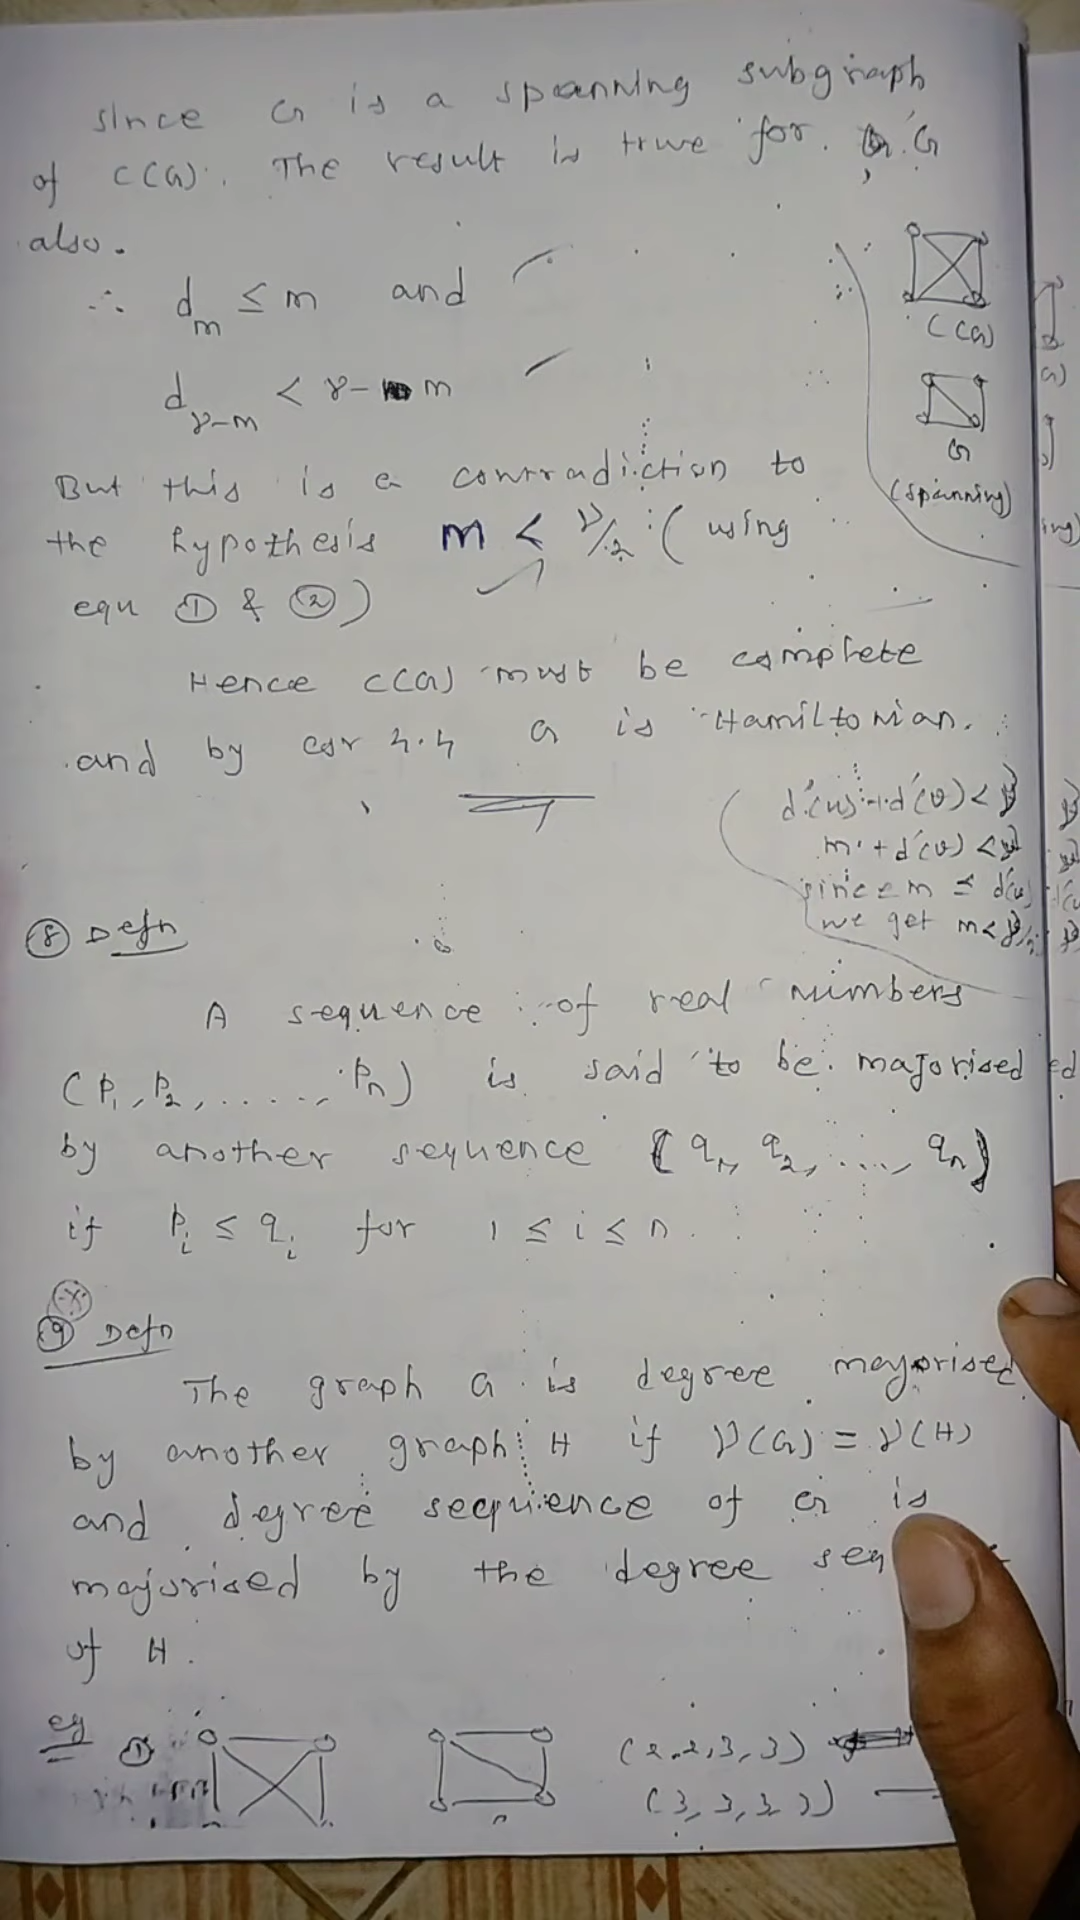 since G is a spanning subgraph
of C(G). The result is true for G
also.
∴ d_m ≤ m and
d_ν-m < ν-m
But this is a contradiction to
the hypothesis m < ν/2 (using
equ ① & ②)
Hence C(G) must be complete
and by cor 4.4 G is Hamiltonian.
C(G)
G
(spanning)
d'(u)+d'(v)<ν
m + d'(v) <ν
since m ≤ d'(v)
we get m<ν/2
⑧ Defn
A sequence of real numbers
(P₁, P₂, ......, Pn) is said to be majorised
by another sequence (q₁, q₂, ...., qn)
if Pi ≤ qi for 1 ≤ i ≤ n.
⑨ Defn
The graph G is degree majorised
by another graph H if ν(G) = ν(H)
and degree sequence of G is
majorised by the degree
of H.
eg ①
(2,2,3,3)
(3,3,3,3)